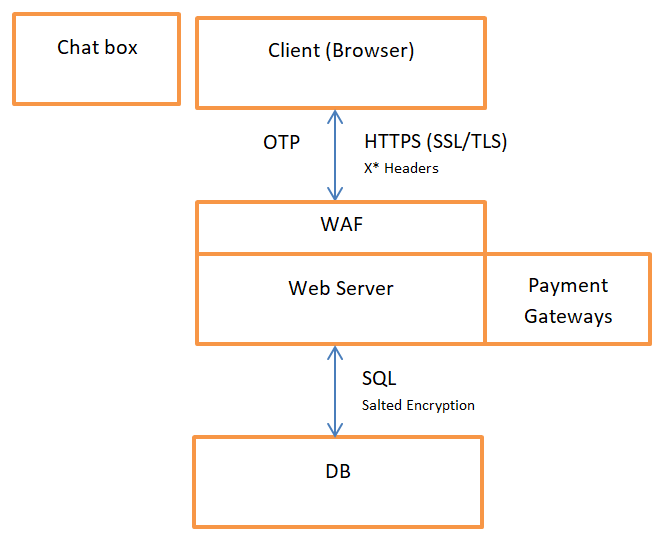 Chat box
Client (Browser)
OTP
HTTPS (SSL/TLS)
X* Headers
WAF
Web Server
Payment
Gateways
SQL
Salted Encryption
DB